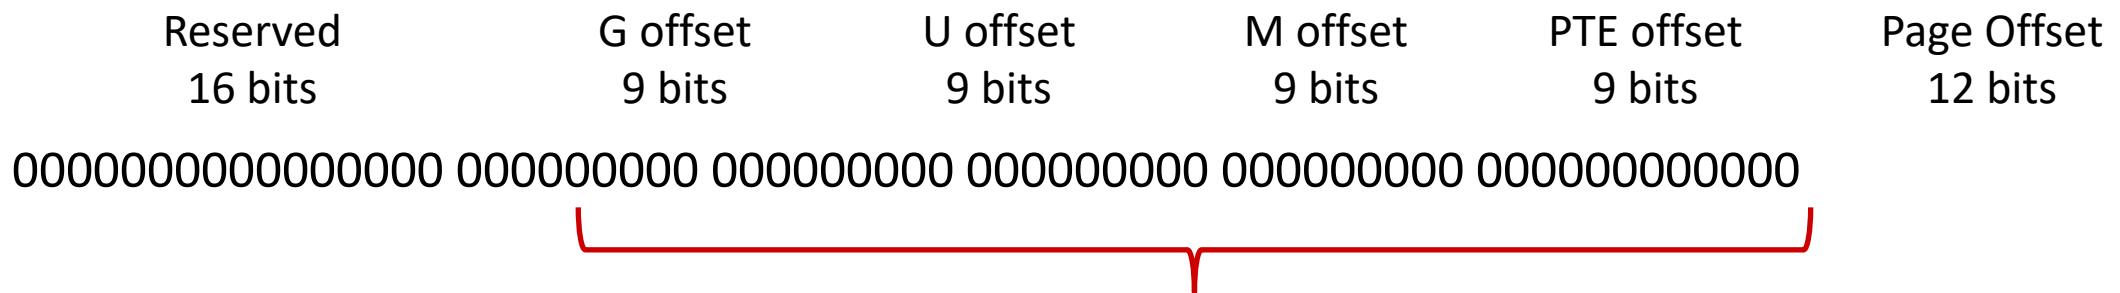 Reserved G offset U offset M offset PTE offset Page Offset
16 bits 9 bits 9 bits 9 bits 9 bits 12 bits
0000000000000000 000000000 000000000 000000000 000000000 000000000000